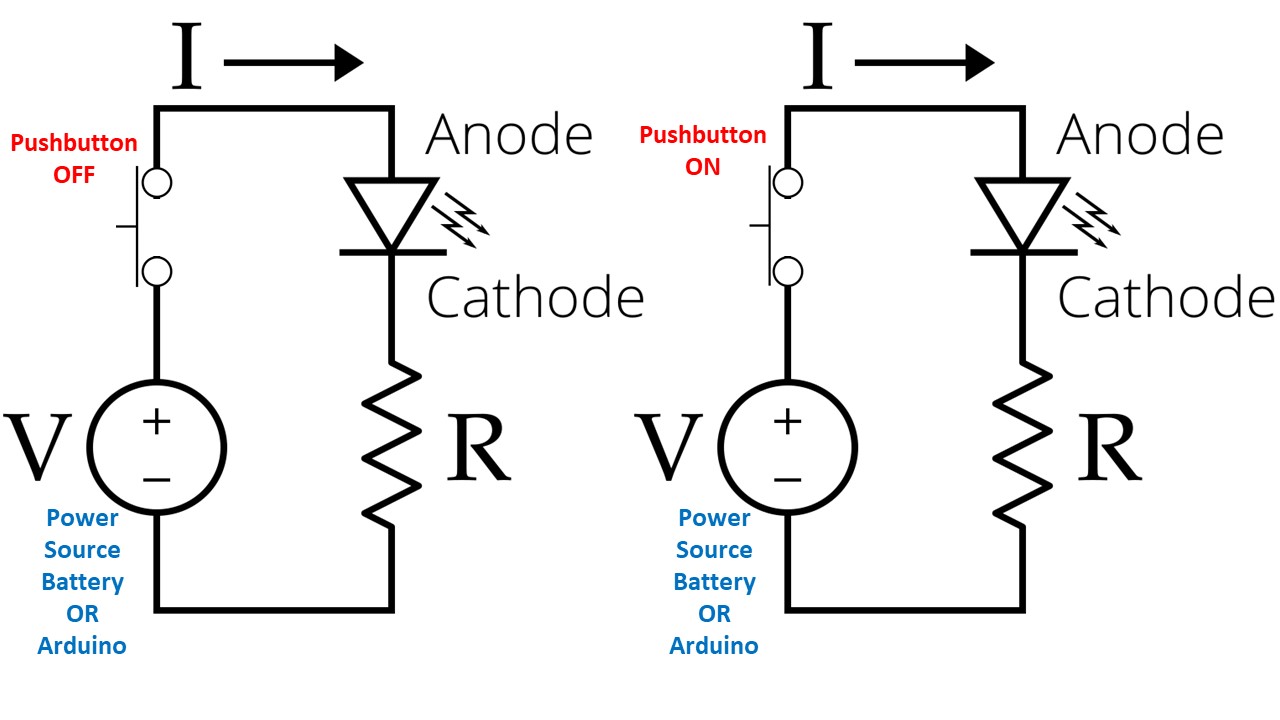 I
Pushbutton
OFF
Anode
Cathode
V
+
−
R
Power
Source
Battery
OR
Arduino
I
Pushbutton
ON
Anode
Cathode
V
+
−
R
Power
Source
Battery
OR
Arduino